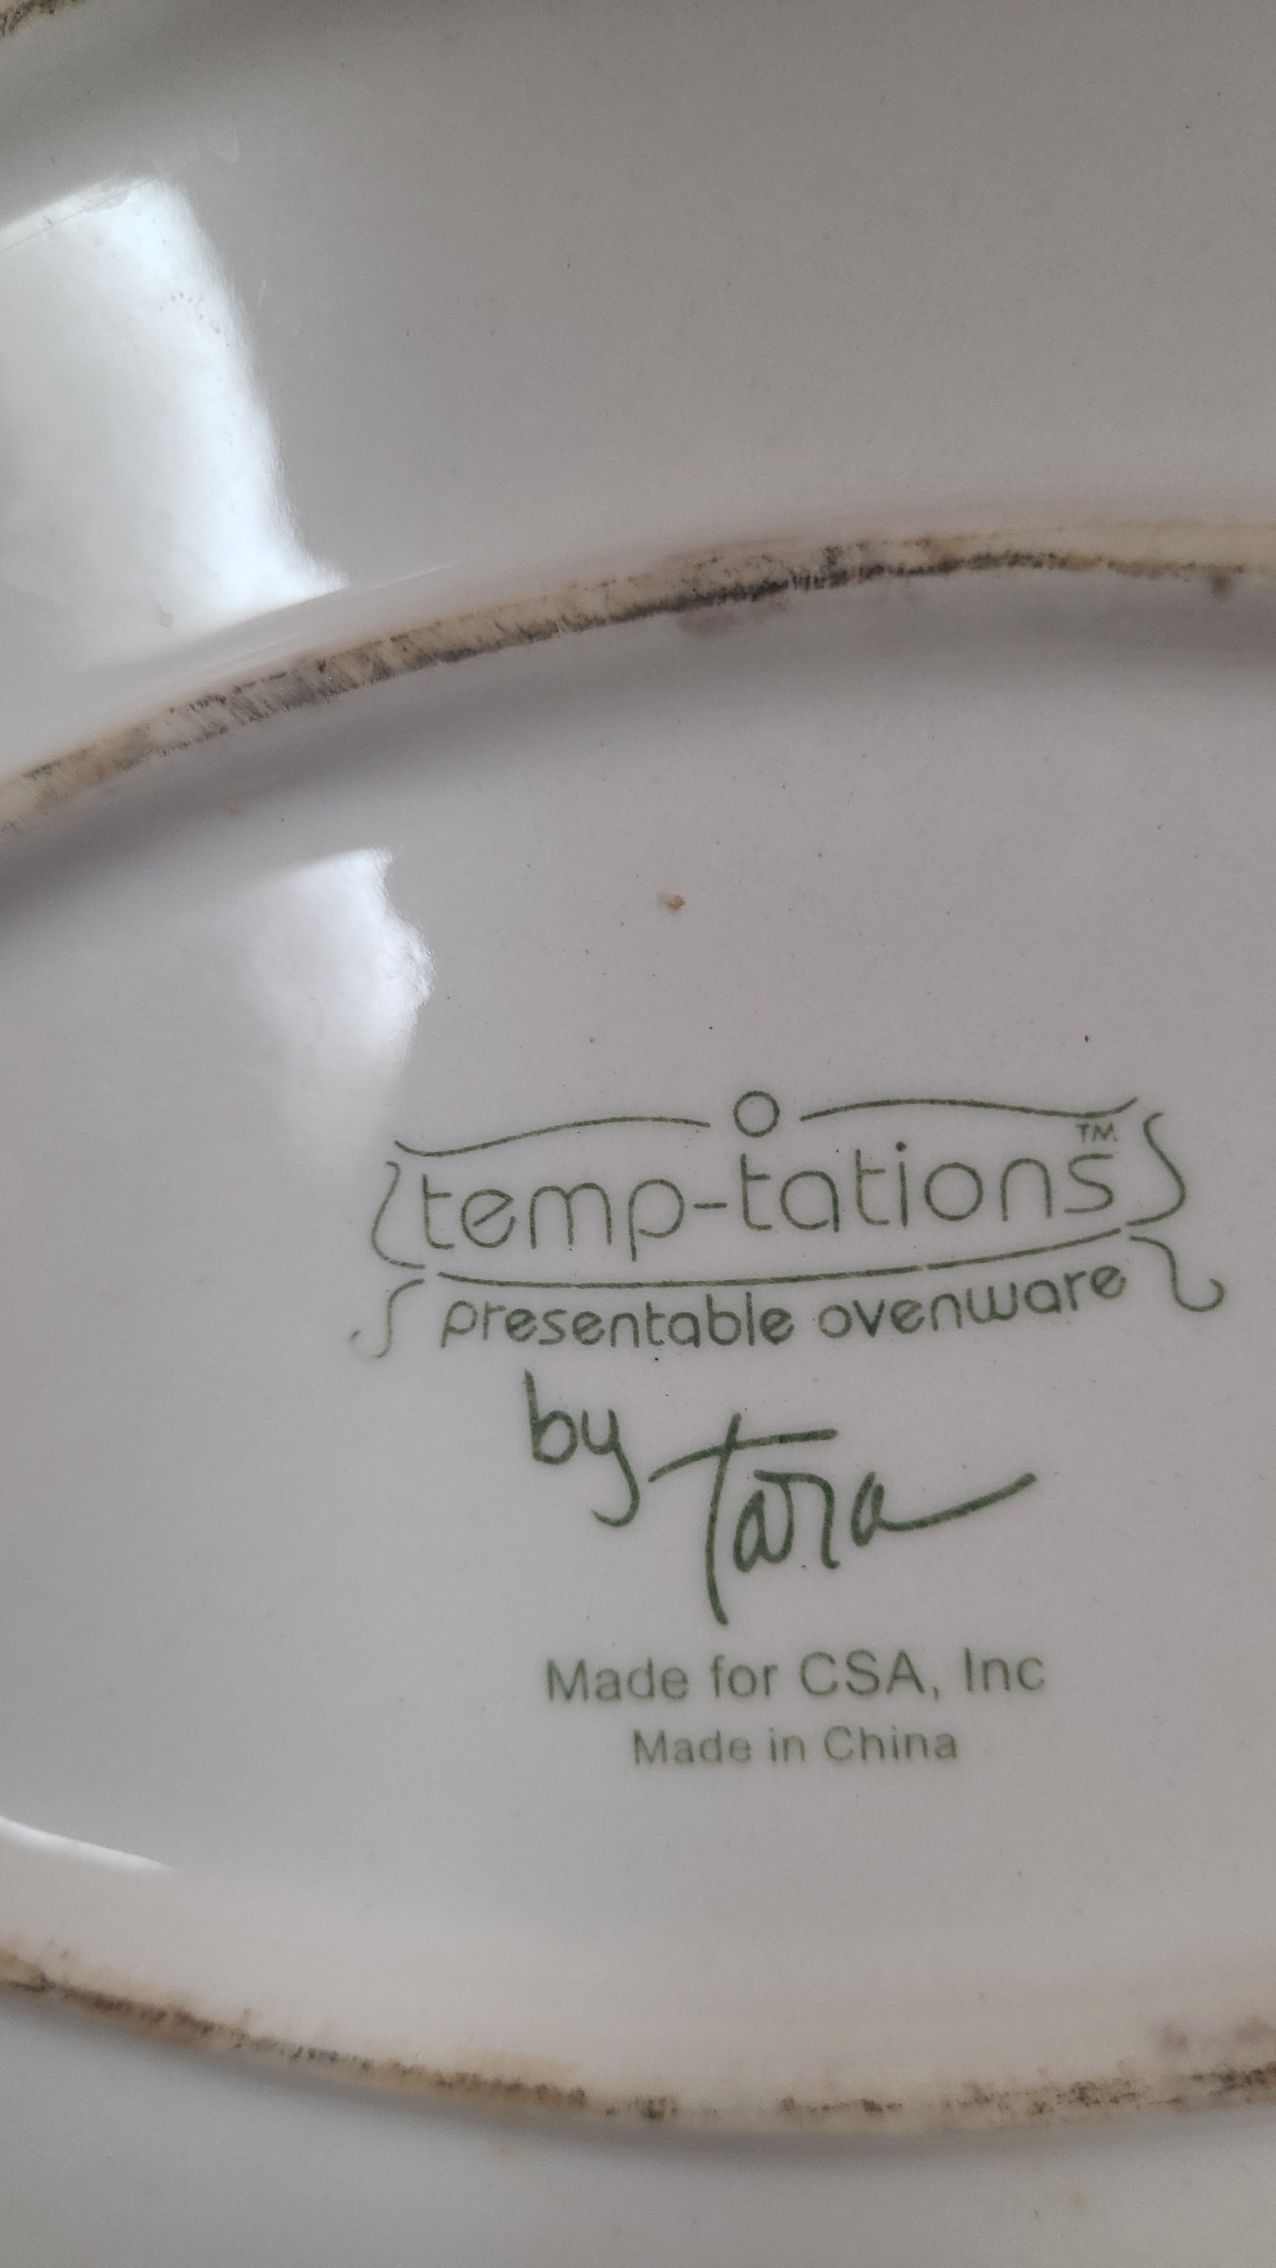 temp-tations™
presentable ovenware
by Tara
Made for CSA, Inc
Made in China